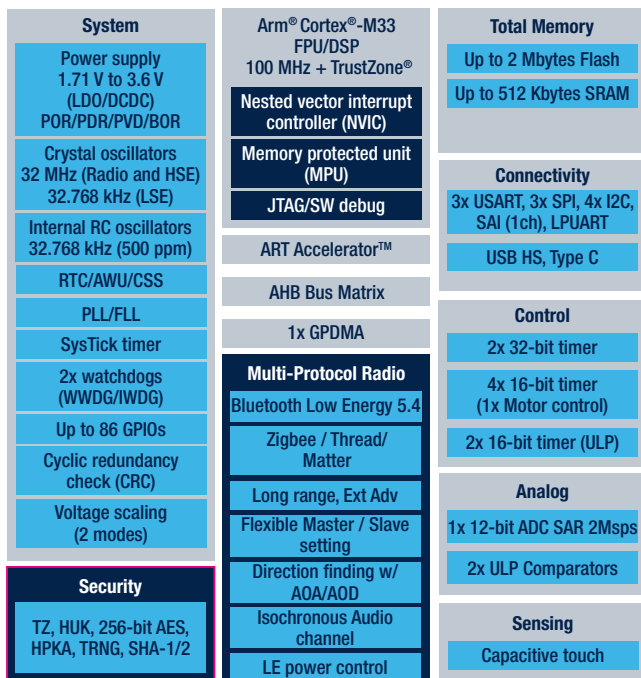 System
Power supply
1.71 V to 3.6 V
(LDO/DCDC)
POR/PDR/PVD/BOR
Crystal oscillators
32 MHz (Radio and HSE)
32.768 kHz (LSE)
Internal RC oscillators
32.768 kHz (500 ppm)
RTC/AWU/CSS
PLL/FLL
SysTick timer
2x watchdogs
(WWDG/IWDG)
Up to 86 GPIOs
Cyclic redundancy
check (CRC)
Voltage scaling
(2 modes)
Security
TZ, HUK, 256-bit AES,
HPKA, TRNG, SHA-1/2
Arm® Cortex®-M33
FPU/DSP
100 MHz + TrustZone®
Nested vector interrupt
controller (NVIC)
Memory protected unit
(MPU)
JTAG/SW debug
ART Accelerator™
AHB Bus Matrix
1x GPDMA
Multi-Protocol Radio
Bluetooth Low Energy 5.4
Zigbee / Thread/
Matter
Long range, Ext Adv
Flexible Master / Slave
setting
Direction finding w/
AOA/AOD
Isochronous Audio
channel
LE power control
Total Memory
Up to 2 Mbytes Flash
Up to 512 Kbytes SRAM
Connectivity
3x USART, 3x SPI, 4x I2C,
SAI (1ch), LPUART
USB HS, Type C
Control
2x 32-bit timer
4x 16-bit timer
(1x Motor control)
2x 16-bit timer (ULP)
Analog
1x 12-bit ADC SAR 2Msps
2x ULP Comparators
Sensing
Capacitive touch